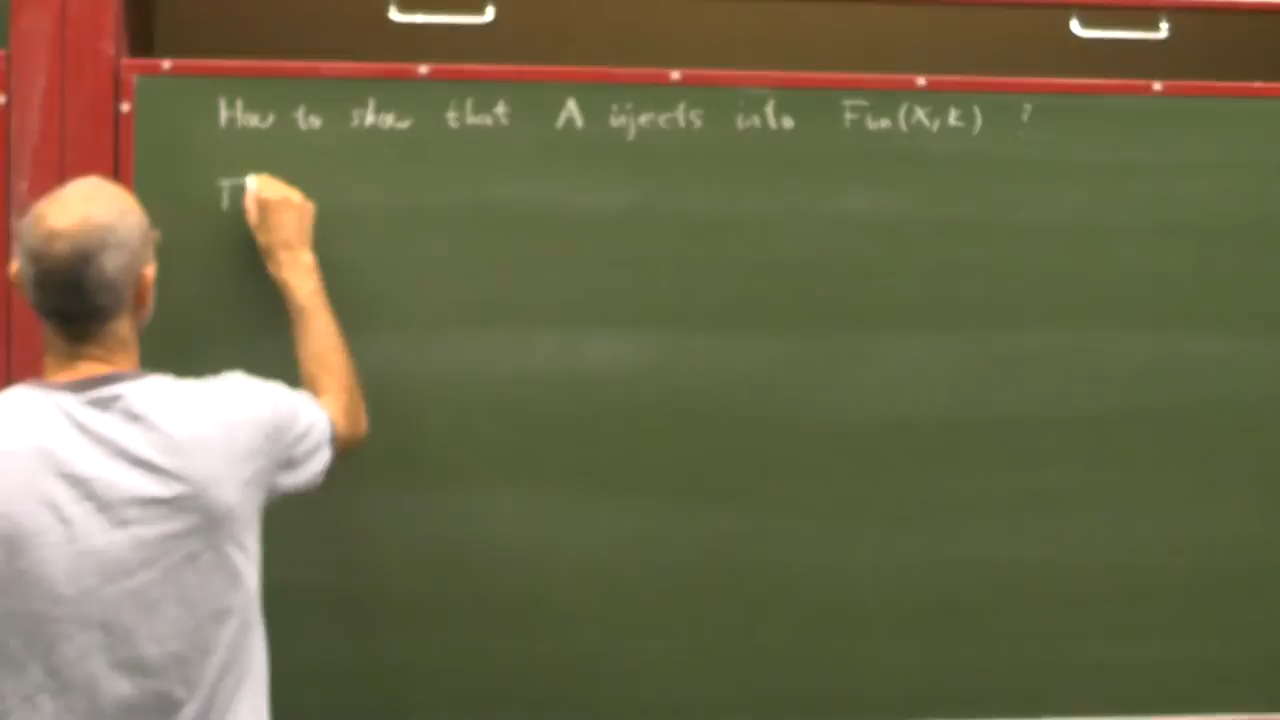 How to show that A injects into Fun(X, k) ?
T